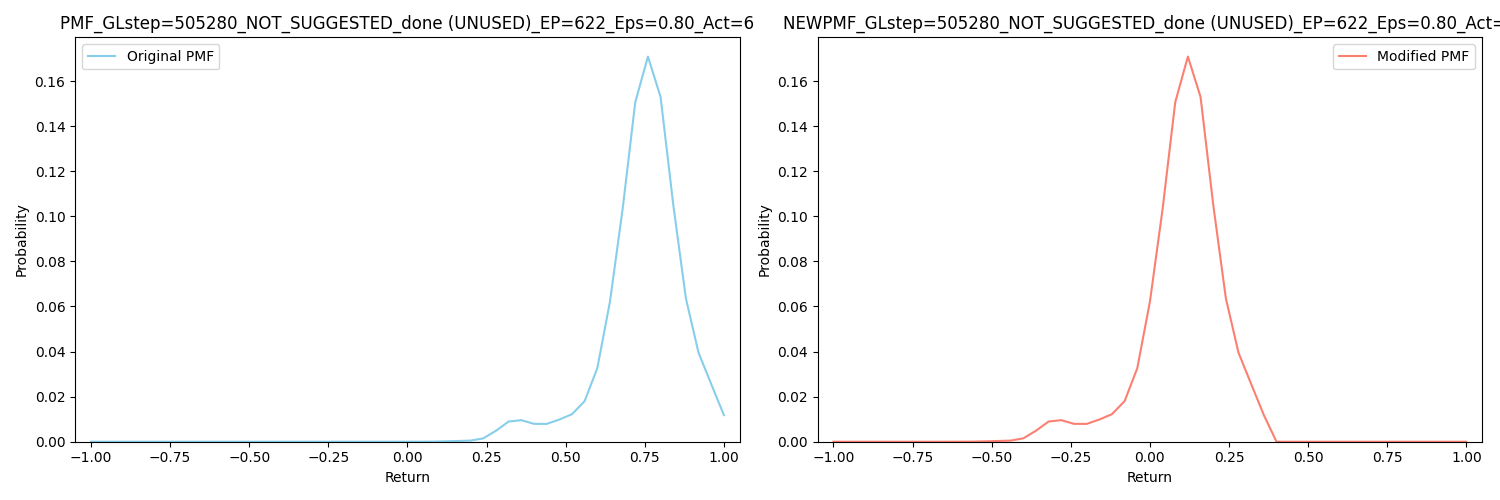 PMF_GLstep=505280_NOT_SUGGESTED_done (UNUSED)_EP=622_Eps=0.80_Act=6
Original PMF
0.16
0.14
0.12
0.10
0.08
0.06
0.04
0.02
0.00
Probability
−1.00 −0.75 −0.50 −0.25 0.00 0.25 0.50 0.75 1.00
Return
NEWPMF_GLstep=505280_NOT_SUGGESTED_done (UNUSED)_EP=622_Eps=0.80_Act=
Modified PMF
0.16
0.14
0.12
0.10
0.08
0.06
0.04
0.02
0.00
Probability
−1.00 −0.75 −0.50 −0.25 0.00 0.25 0.50 0.75 1.00
Return